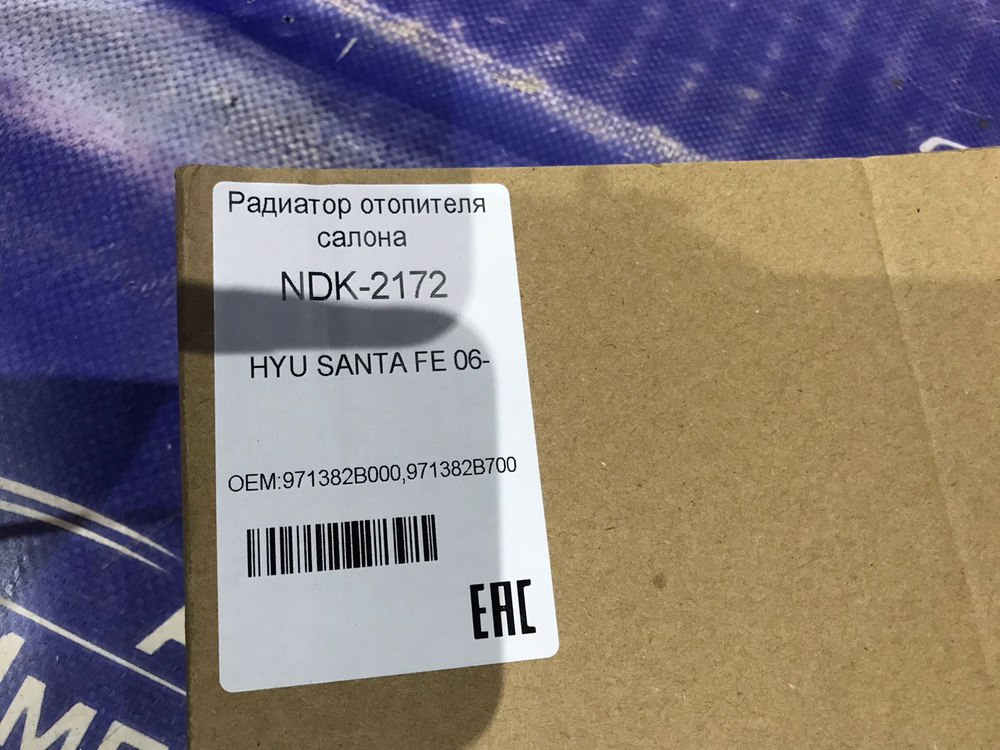 Радиатор отопителя
салона
NDK-2172
HYU SANTA FE 06-
OEM:971382B000,971382B700
EAC